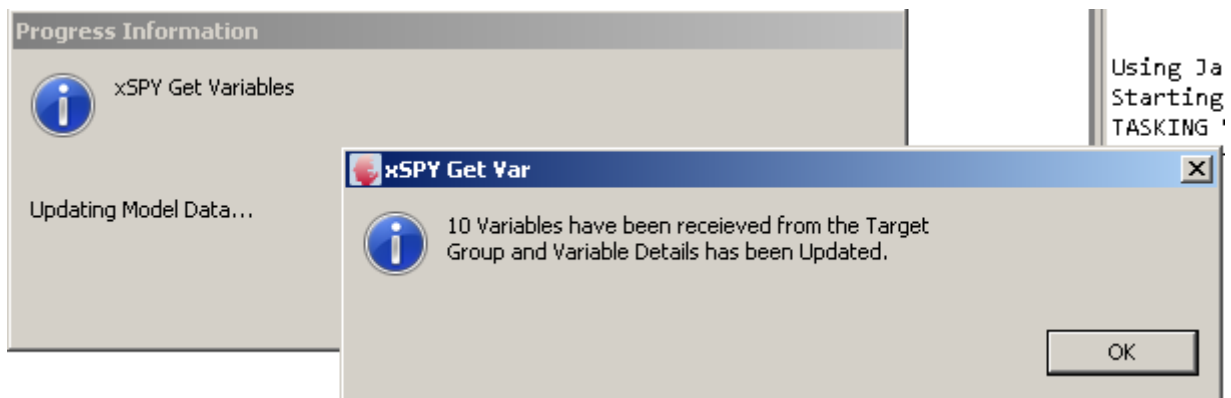 Progress Information
xSPY Get Variables
Updating Model Data...
Using Ja
Starting
TASKING
xSPY Get Var
10 Variables have been receieved from the Target
Group and Variable Details has been Updated.
OK